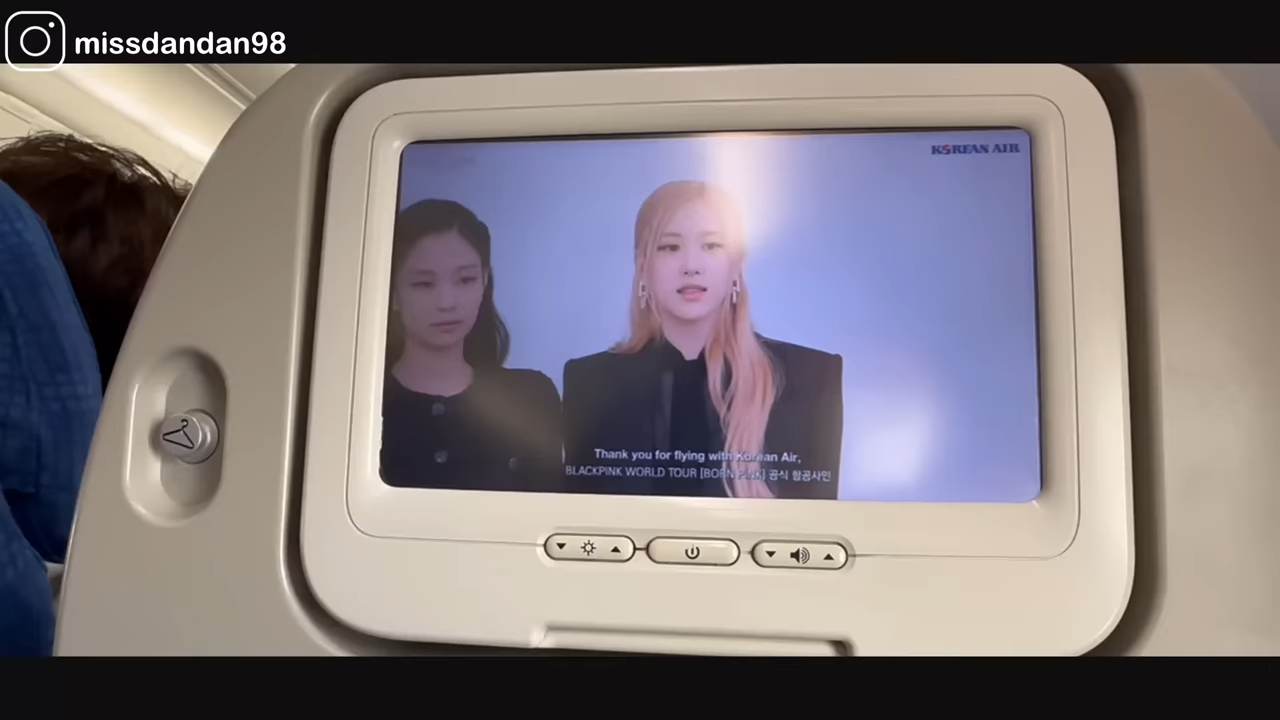 missdandan98
KOREAN AIR
Thank you for flying with Korean Air,
BLACKPINK WORLD TOUR [BORN PINK] 공식 항공사인